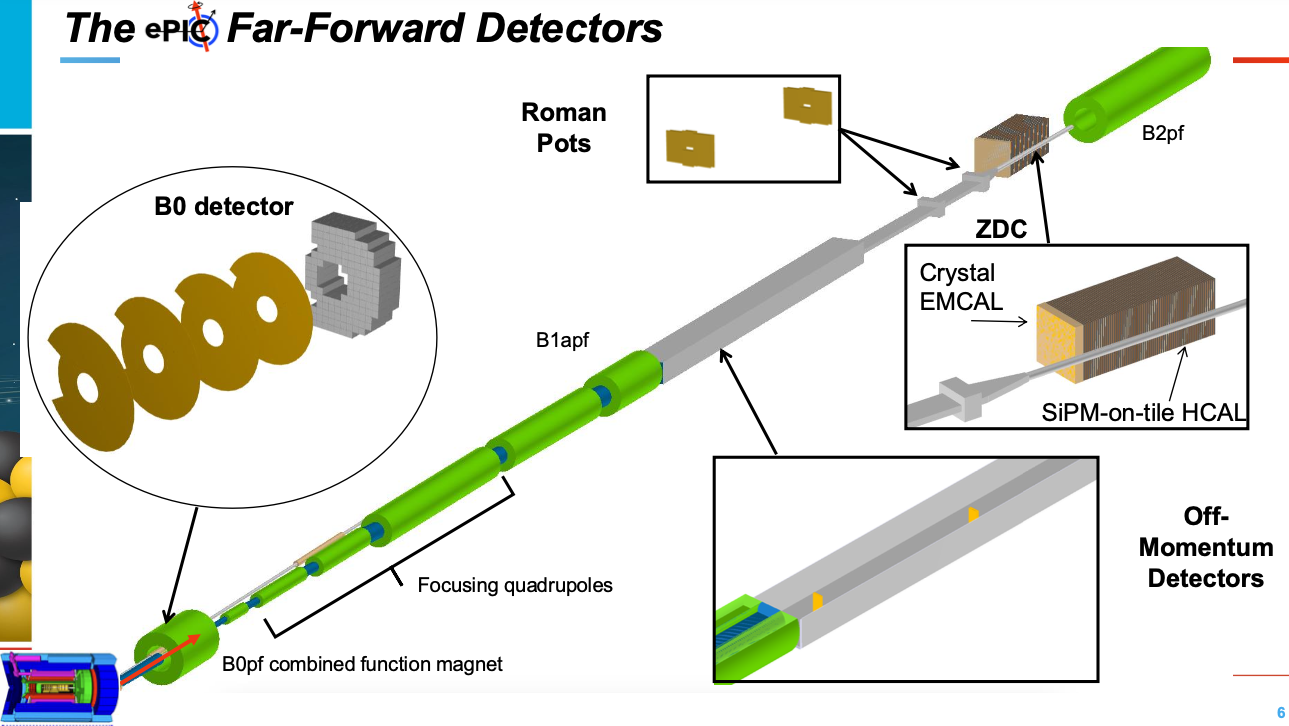 The ePIC Far-Forward Detectors
Roman
Pots
B2pf
B0 detector
ZDC
Crystal
EMCAL
B1apf
SiPM-on-tile HCAL
Off-
Momentum
Detectors
Focusing quadrupoles
B0pf combined function magnet
6